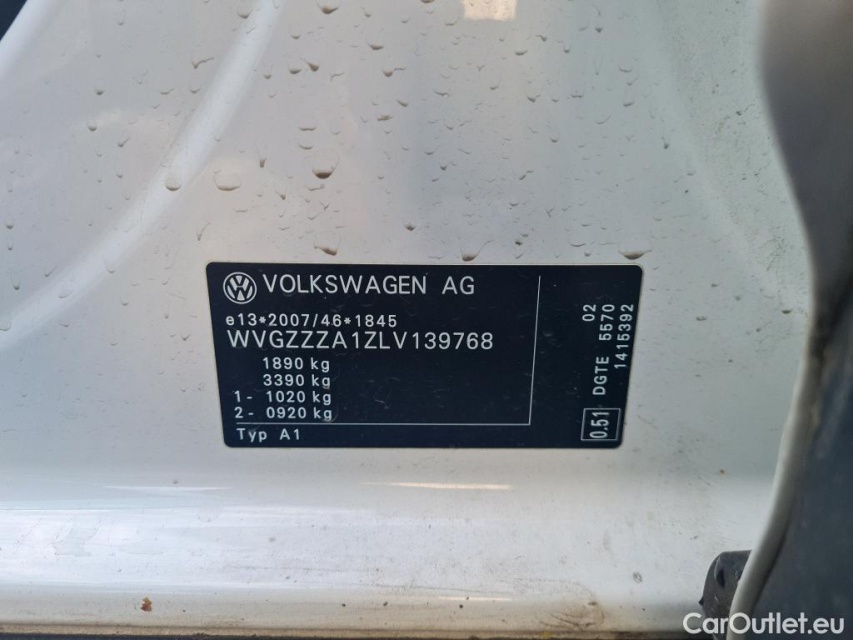 VOLKSWAGEN AG
e13*2007/46*1845
WVGZZZA1ZLV139768
1890 kg
3390 kg
1- 1020 kg
2- 0920 kg
Typ A1
02
DGTE 5570
1415392
0.51
CarOutlet.eu